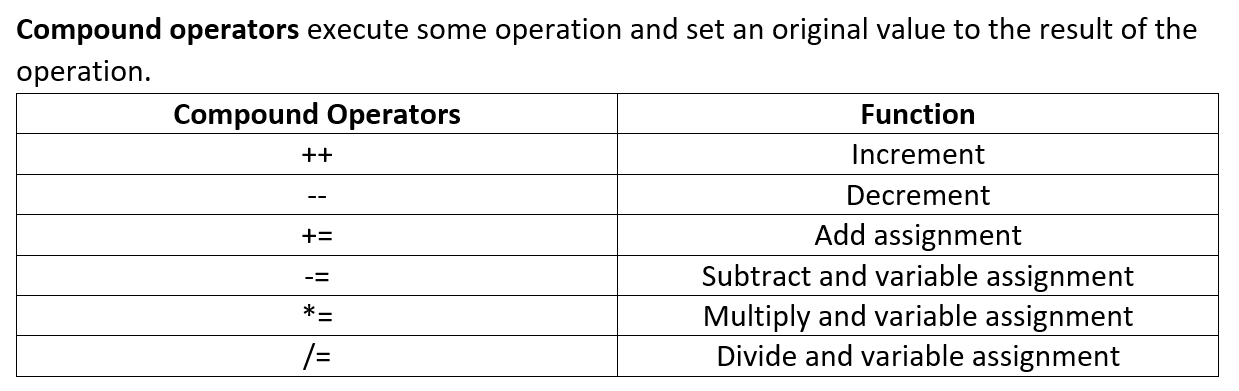 Compound operators execute some operation and set an original value to the result of the
operation.
Compound Operators Function
++ Increment
-- Decrement
+= Add assignment
-= Subtract and variable assignment
*= Multiply and variable assignment
/= Divide and variable assignment